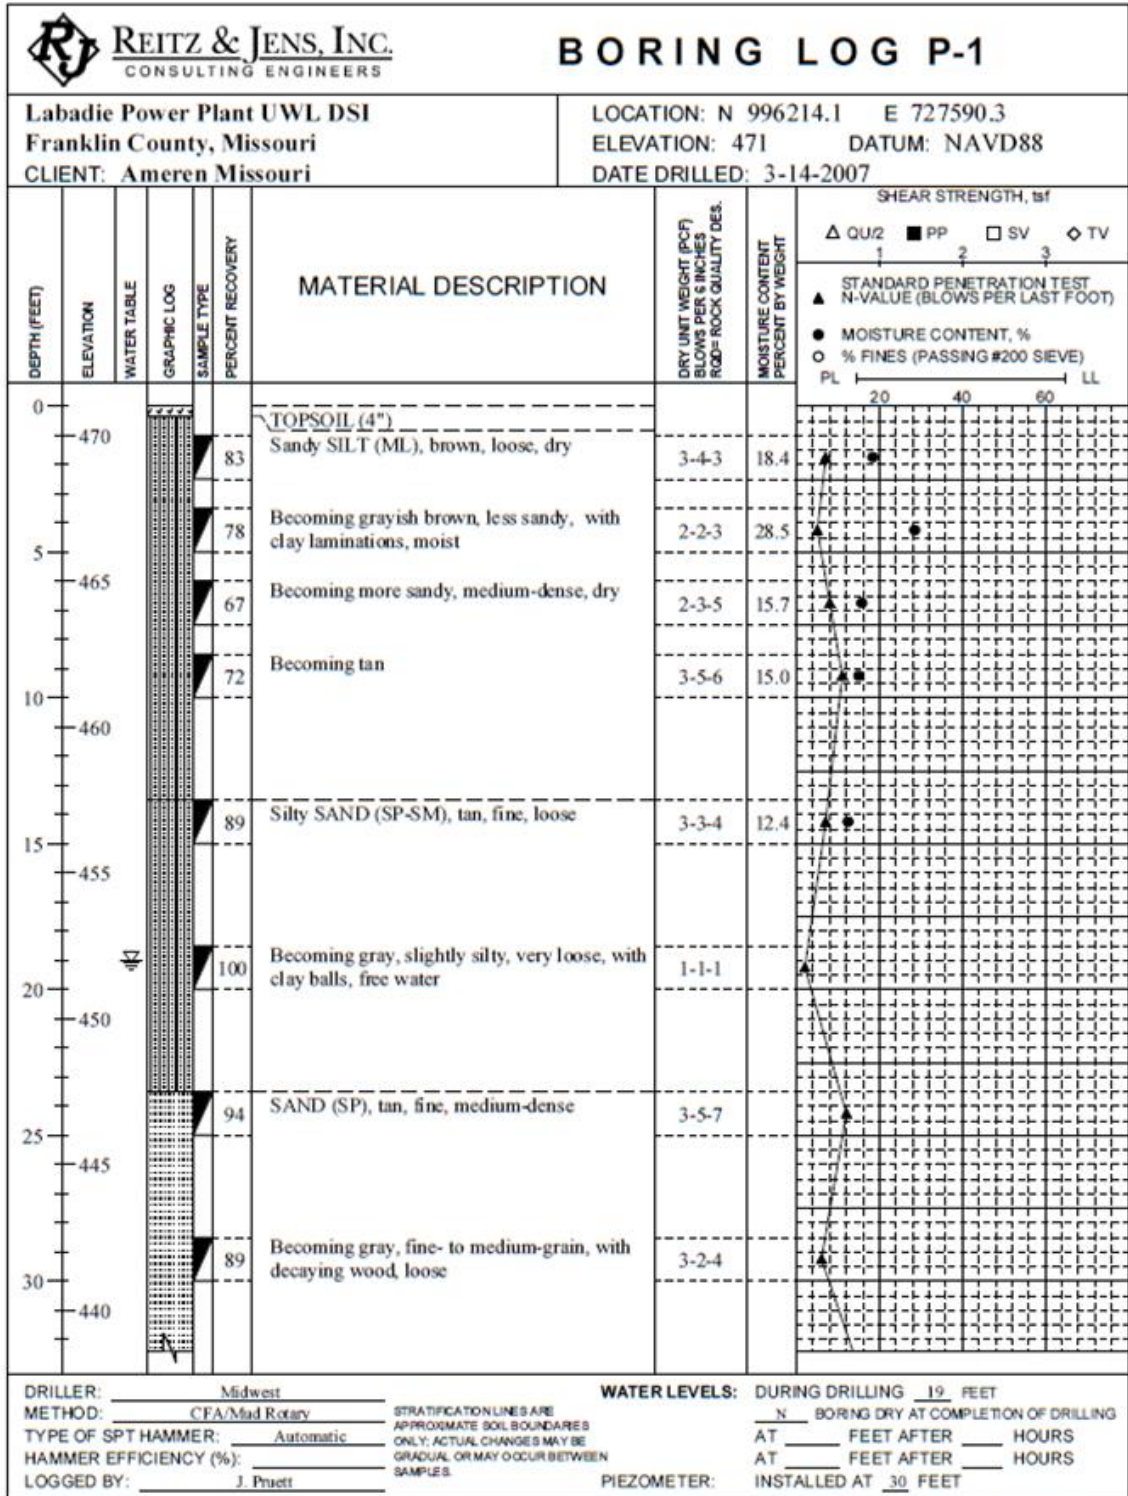 RJ REITZ & JENS, INC.
CONSULTING ENGINEERS
BORING LOG P-1
Labadie Power Plant UWL DSI
Franklin County, Missouri
CLIENT: Ameren Missouri
LOCATION: N 996214.1 E 727590.3
ELEVATION: 471 DATUM: NAVD88
DATE DRILLED: 3-14-2007
DEPTH (FEET)
ELEVATION
WATER TABLE
GRAPHIC LOG
SAMPLE TYPE
PERCENT RECOVERY
MATERIAL DESCRIPTION
DRY UNIT WEIGHT (PCF)
BLOWS PER 6 INCHES
RQD= ROCK QUALITY DES.
MOISTURE CONTENT
PERCENT BY WEIGHT
SHEAR STRENGTH, tsf
△ QU/2 ■ PP □ SV ◇ TV
1 2 3
▲ STANDARD PENETRATION TEST
N-VALUE (BLOWS PER LAST FOOT)
● MOISTURE CONTENT, %
○ % FINES (PASSING #200 SIEVE)
PL LL
20 40 60
0
TOPSOIL (4")
470
Sandy SILT (ML), brown, loose, dry
83 3-4-3 18.4
Becoming grayish brown, less sandy, with
clay laminations, moist
78 2-2-3 28.5
5
465
Becoming more sandy, medium-dense, dry
67 2-3-5 15.7
Becoming tan
72 3-5-6 15.0
10
460
Silty SAND (SP-SM), tan, fine, loose
89 3-3-4 12.4
15
455
Becoming gray, slightly silty, very loose, with
clay balls, free water
100 1-1-1
20
450
SAND (SP), tan, fine, medium-dense
94 3-5-7
25
445
Becoming gray, fine- to medium-grain, with
decaying wood, loose
89 3-2-4
30
440
DRILLER: Midwest
METHOD: CFA/Mud Rotary
TYPE OF SPT HAMMER: Automatic
HAMMER EFFICIENCY (%):
LOGGED BY: J. Pruett
STRATIFICATION LINES ARE
APPROXIMATE SOIL BOUNDARIES
ONLY; ACTUAL CHANGES MAY BE
GRADUAL OR MAY OCCUR BETWEEN
SAMPLES.
WATER LEVELS: DURING DRILLING 19 FEET
N BORING DRY AT COMPLETION OF DRILLING
AT FEET AFTER HOURS
AT FEET AFTER HOURS
PIEZOMETER: INSTALLED AT 30 FEET